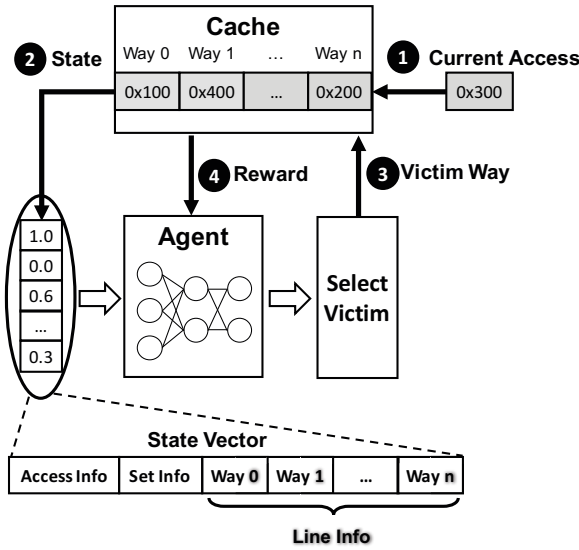 Cache
Way 0 Way 1 ... Way n
0x100 0x400 ... 0x200
1 Current Access
0x300
2 State
4 Reward
3 Victim Way
1.0
0.0
0.6
...
0.3
Agent
Select
Victim
State Vector
Access Info Set Info Way 0 Way 1 ... Way n
Line Info